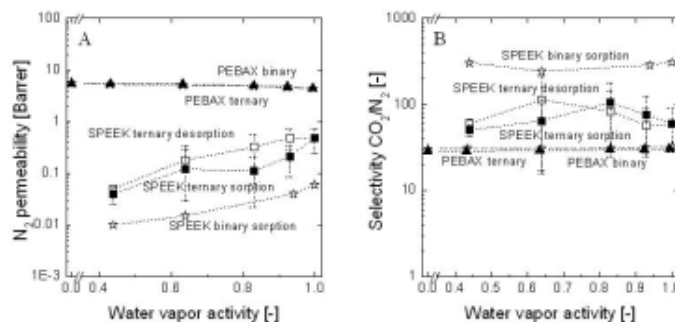 A
N2 permeability [Barrer]
100
10
1
0.1
0.01
1E-3
PEBAX binary
PEBAX ternary
SPEEK ternary desorption
SPEEK ternary sorption
SPEEK binary sorption
0.0 0.4 0.6 0.8 1.0
Water vapor activity [-]
B
Selectivity CO2/N2 [-]
1000
100
10
1
SPEEK binary sorption
SPEEK ternary desorption
SPEEK ternary sorption
PEBAX ternary
PEBAX binary
0.0 0.4 0.5 0.6 0.7 0.8 0.9 1.0
Water vapor activity [-]